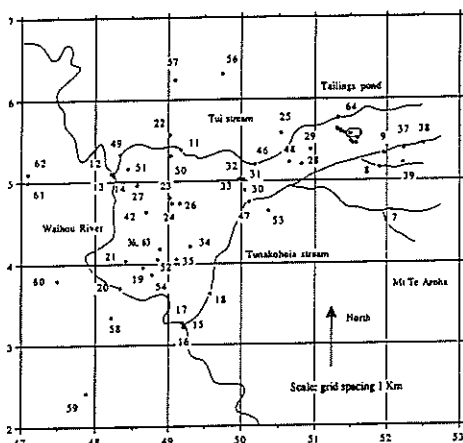 7
57 56
Tailings pond
6
64
Tui stream
25
22
11 29 9 37 38
49
46
12 51 50 32 48 28
62
8
5
13 14 27 23 33 31 39
61
30
42 24
47 53 7
Waihou River
36, 63
34
Tunakohoia stream
21 52 35
4
60 19
Mt Te Aroha
20 54 18
17 North
58 15
3
16
Scale: grid spacing 1 Km
59
2
47 48 49 50 51 52 53